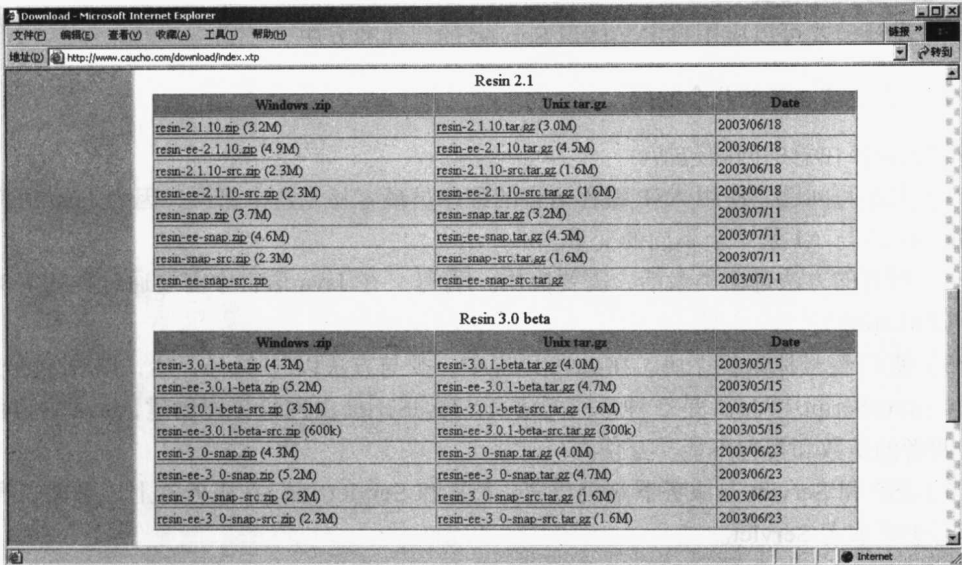 Download - Microsoft Internet Explorer
文件(F) 编辑(E) 查看(V) 收藏(A) 工具(T) 帮助(H) 链接 »
地址(D) http://www.caucho.com/download/index.xtp 转到
Resin 2.1
Windows .zip Unix tar.gz Date
resin-2.1.10.zip (3.2M) resin-2.1.10.tar.gz (3.0M) 2003/06/18
resin-ee-2.1.10.zip (4.9M) resin-ee-2.1.10.tar.gz (4.5M) 2003/06/18
resin-2.1.10-src.zip (2.3M) resin-2.1.10-src.tar.gz (1.6M) 2003/06/18
resin-ee-2.1.10-src.zip (2.3M) resin-ee-2.1.10-src.tar.gz (1.6M) 2003/06/18
resin-snap.zip (3.7M) resin-snap.tar.gz (3.2M) 2003/07/11
resin-ee-snap.zip (4.6M) resin-ee-snap.tar.gz (4.5M) 2003/07/11
resin-snap-src.zip (2.3M) resin-snap-src.tar.gz (1.6M) 2003/07/11
resin-ee-snap-src.zip resin-ee-snap-src.tar.gz 2003/07/11
Resin 3.0 beta
Windows .zip Unix tar.gz Date
resin-3.0.1-beta.zip (4.3M) resin-3.0.1-beta.tar.gz (4.0M) 2003/05/15
resin-ee-3.0.1-beta.zip (5.2M) resin-ee-3.0.1-beta.tar.gz (4.7M) 2003/05/15
resin-3.0.1-beta-src.zip (3.5M) resin-3.0.1-beta-src.tar.gz (1.6M) 2003/05/15
resin-ee-3.0.1-beta-src.zip (600k) resin-ee-3.0.1-beta-src.tar.gz (300k) 2003/05/15
resin-3_0-snap.zip (4.3M) resin-3_0-snap.tar.gz (4.0M) 2003/06/23
resin-ee-3_0-snap.zip (5.2M) resin-ee-3_0-snap.tar.gz (4.7M) 2003/06/23
resin-3_0-snap-src.zip (2.3M) resin-3_0-snap-src.tar.gz (1.6M) 2003/06/23
resin-ee-3_0-snap-src.zip (2.3M) resin-ee-3_0-snap-src.tar.gz (1.6M) 2003/06/23
Internet